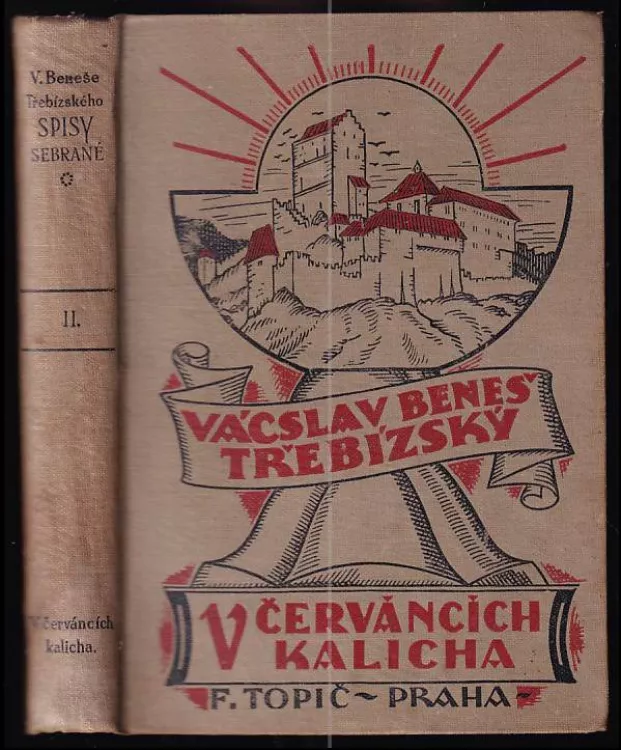 V. Beneše
Třebízského
SPISY
SEBRANÉ
II.
V červáncích
kalicha.
VÁCSLAV BENEŠ
TŘEBÍZSKÝ
V ČERVÁNCÍCH
KALICHA
F. TOPIČ ~ PRAHA ~